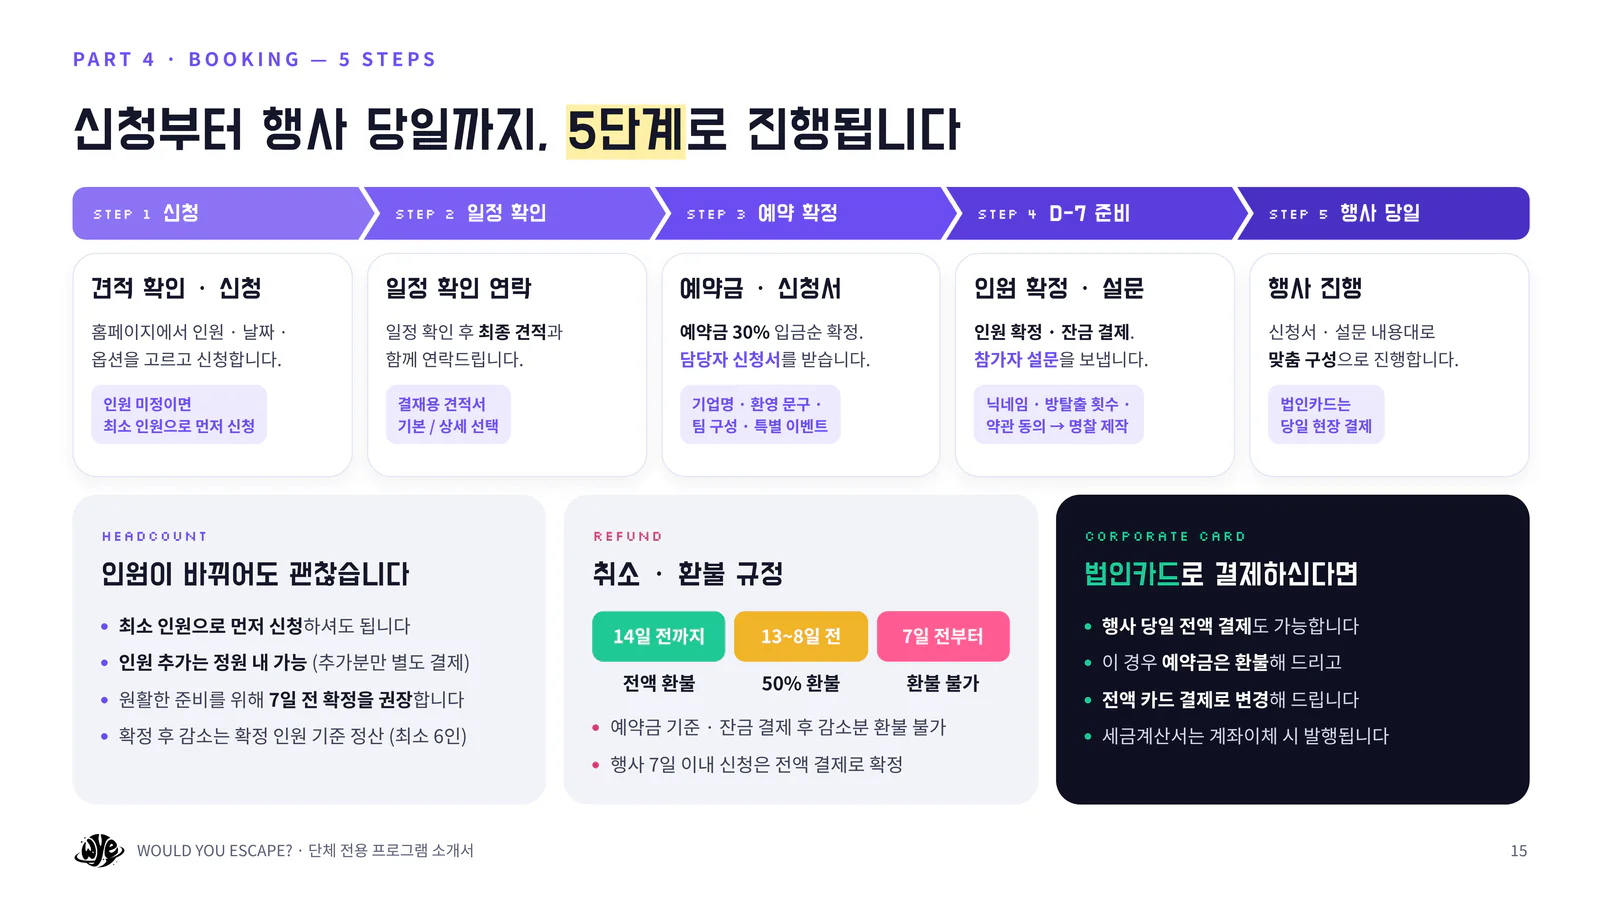 PART 4 · BOOKING — 5 STEPS
신청부터 행사 당일까지, 5단계로 진행됩니다
STEP 1 신청
STEP 2 일정 확인
STEP 3 예약 확정
STEP 4 D-7 준비
STEP 5 행사 당일
견적 확인 · 신청
홈페이지에서 인원 · 날짜 ·
옵션을 고르고 신청합니다.
인원 미정이면
최소 인원으로 먼저 신청
일정 확인 연락
일정 확인 후 최종 견적과
함께 연락드립니다.
결재용 견적서
기본 / 상세 선택
예약금 · 신청서
예약금 30% 입금순 확정.
담당자 신청서를 받습니다.
기업명 · 환영 문구 ·
팀 구성 · 특별 이벤트
인원 확정 · 설문
인원 확정 · 잔금 결제.
참가자 설문을 보냅니다.
닉네임 · 방탈출 횟수 ·
약관 동의 → 명찰 제작
행사 진행
신청서 · 설문 내용대로
맞춤 구성으로 진행합니다.
법인카드는
당일 현장 결제
HEADCOUNT
인원이 바뀌어도 괜찮습니다
• 최소 인원으로 먼저 신청하셔도 됩니다
• 인원 추가는 정원 내 가능 (추가분만 별도 결제)
• 원활한 준비를 위해 7일 전 확정을 권장합니다
• 확정 후 감소는 확정 인원 기준 정산 (최소 6인)
REFUND
취소 · 환불 규정
14일 전까지
전액 환불
13~8일 전
50% 환불
7일 전부터
환불 불가
• 예약금 기준 · 잔금 결제 후 감소분 환불 불가
• 행사 7일 이내 신청은 전액 결제로 확정
CORPORATE CARD
법인카드로 결제하신다면
• 행사 당일 전액 결제도 가능합니다
• 이 경우 예약금은 환불해 드리고
• 전액 카드 결제로 변경해 드립니다
• 세금계산서는 계좌이체 시 발행됩니다
wye
WOULD YOU ESCAPE? · 단체 전용 프로그램 소개서
15